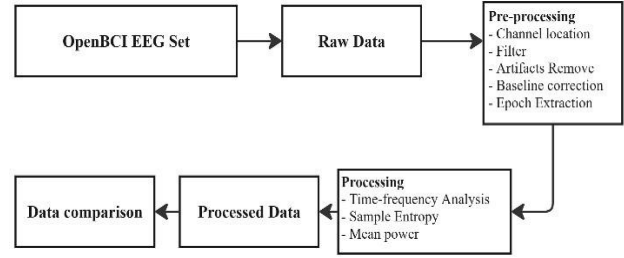 OpenBCI EEG Set
Raw Data
Pre-processing
- Channel location
- Filter
- Artifacts Remove
- Baseline correction
- Epoch Extraction
Processing
- Time-frequency Analysis
- Sample Entropy
- Mean power
Processed Data
Data comparison